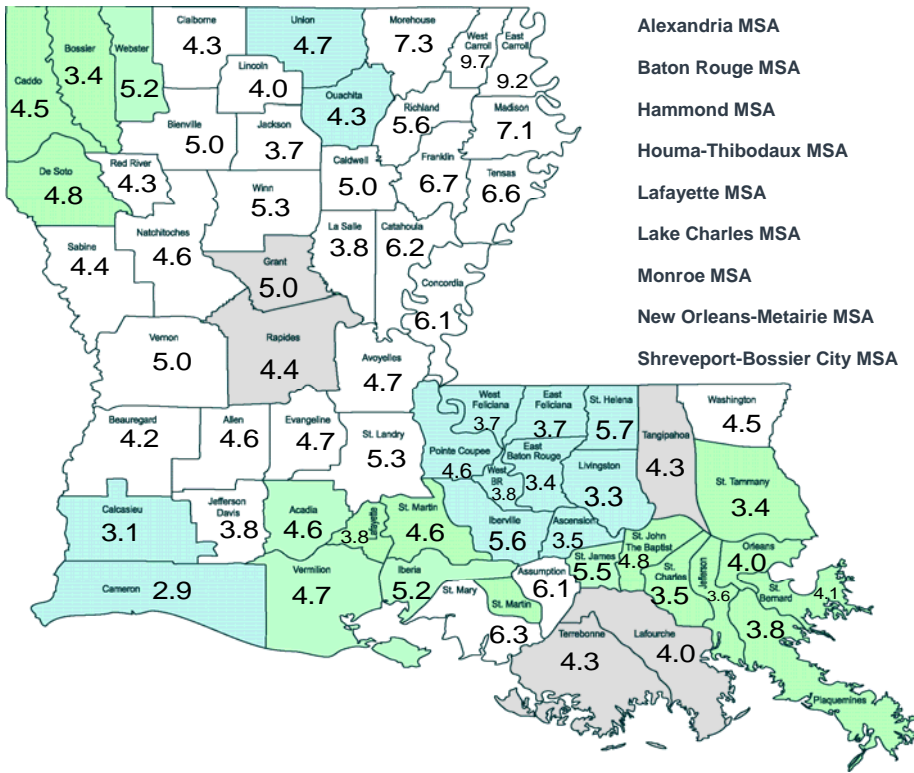 Claiborne
4.3
Union
4.7
Morehouse
7.3
West
Carroll
9.7
East
Carroll
9.2
Alexandria MSA
Baton Rouge MSA
Hammond MSA
Houma-Thibodaux MSA
Lafayette MSA
Lake Charles MSA
Monroe MSA
New Orleans-Metairie MSA
Shreveport-Bossier City MSA
Caddo
4.5
Bossier
3.4
Webster
5.2
Lincoln
4.0
Ouachita
4.3
Richland
5.6
Madison
7.1
Bienville
5.0
Jackson
3.7
De Soto
4.8
Red River
4.3
Caldwell
5.0
Franklin
6.7
Tensas
6.6
Winn
5.3
Natchitoches
4.6
Sabine
4.4
La Salle
3.8
Catahoula
6.2
Grant
5.0
Concordia
6.1
Vernon
5.0
Rapides
4.4
Avoyelles
4.7
Beauregard
4.2
Allen
4.6
Evangeline
4.7
St. Landry
5.3
West
Feliciana
3.7
East
Feliciana
3.7
St. Helena
5.7
Tangipahoa
4.3
Washington
4.5
Pointe Coupee
4.6
West
BR
3.8
East
Baton Rouge
3.4
Livingston
3.3
St. Tammany
3.4
Calcasieu
3.1
Jefferson
Davis
3.8
Acadia
4.6
Lafayette
3.8
St. Martin
4.6
Iberville
5.6
Ascension
3.5
St. James
5.5
St. John
The Baptist
4.8
St.
Charles
3.5
Jefferson
3.6
Orleans
4.0
St.
Bernard
4.1
Cameron
2.9
Vermilion
4.7
Iberia
5.2
St. Mary
St. Martin
6.3
Assumption
6.1
Terrebonne
4.3
Lafourche
4.0
3.8
Plaquemines